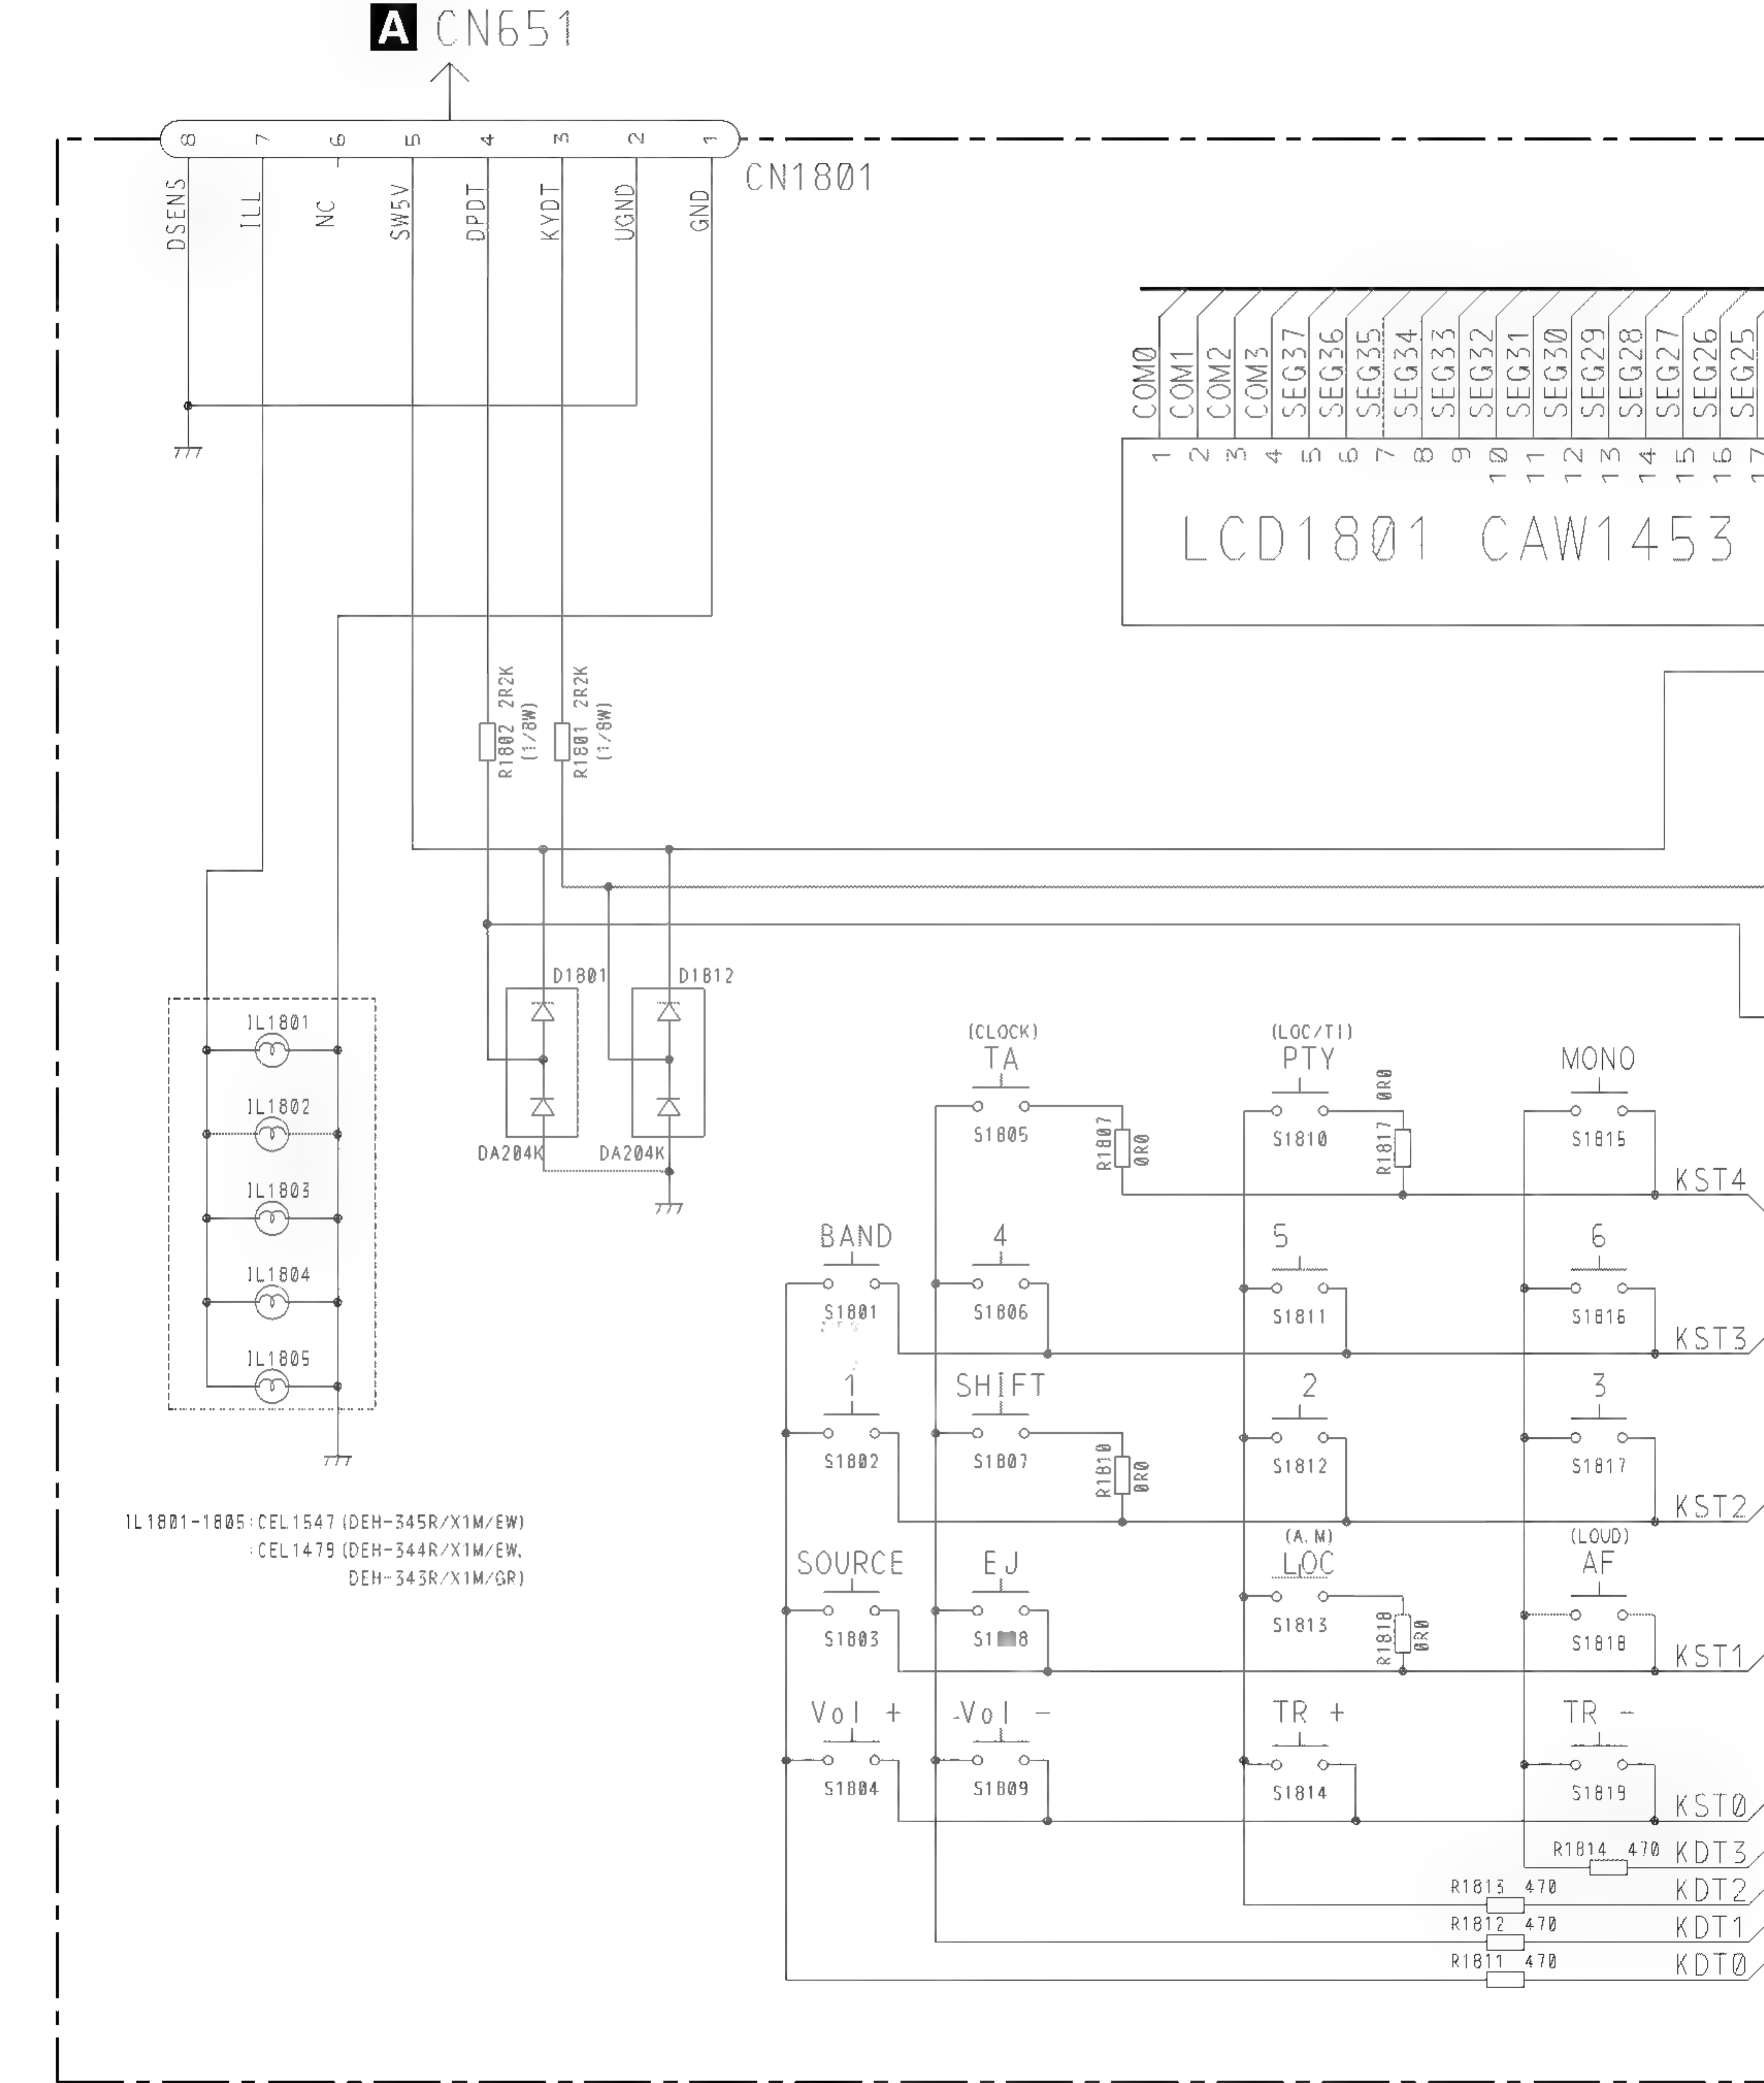 A CN651
8 7 6 5 4 3 2 1
CN1801
DSENS
ILL
NC
SW5V
DPDT
KYDT
UGND
GND
COM0
COM1
COM2
COM3
SEG37
SEG36
SEG35
SEG34
SEG33
SEG32
SEG31
SEG30
SEG29
SEG28
SEG27
SEG26
SEG25
1 2 3 4 5 6 7 8 9 10 11 12 13 14 15 16 17
LCD1801 CAW1453
R1802 2R2K
(1/8W)
R1801 2R2K
(1/8W)
D1801
D1812
DA204K
DA204K
IL1801
IL1802
IL1803
IL1804
IL1805
IL1801-1805:CEL1547(DEH-345R/X1M/EW)
:CEL1479(DEH-344R/X1M/EW,
DEH-343R/X1M/GR)
(CLOCK)
TA
S1805
R1807
0R0
(LOC/TI)
PTY
S1810
R1817
0R0
MONO
S1815
KST4
BAND
S1801
4
S1806
5
S1811
6
S1816
KST3
1
S1802
SHIFT
S1807
R1810
0R0
2
S1812
3
S1817
KST2
SOURCE
S1803
EJ
(A.M)
LOC
S1813
R1818
0R0
(LOUD)
AF
S1818
KST1
Vol +
S1804
-Vol -
S1809
TR +
S1814
TR -
S1819
KST0
R1814 470 KDT3
R1813 470 KDT2
R1812 470 KDT1
R1811 470 KDT0